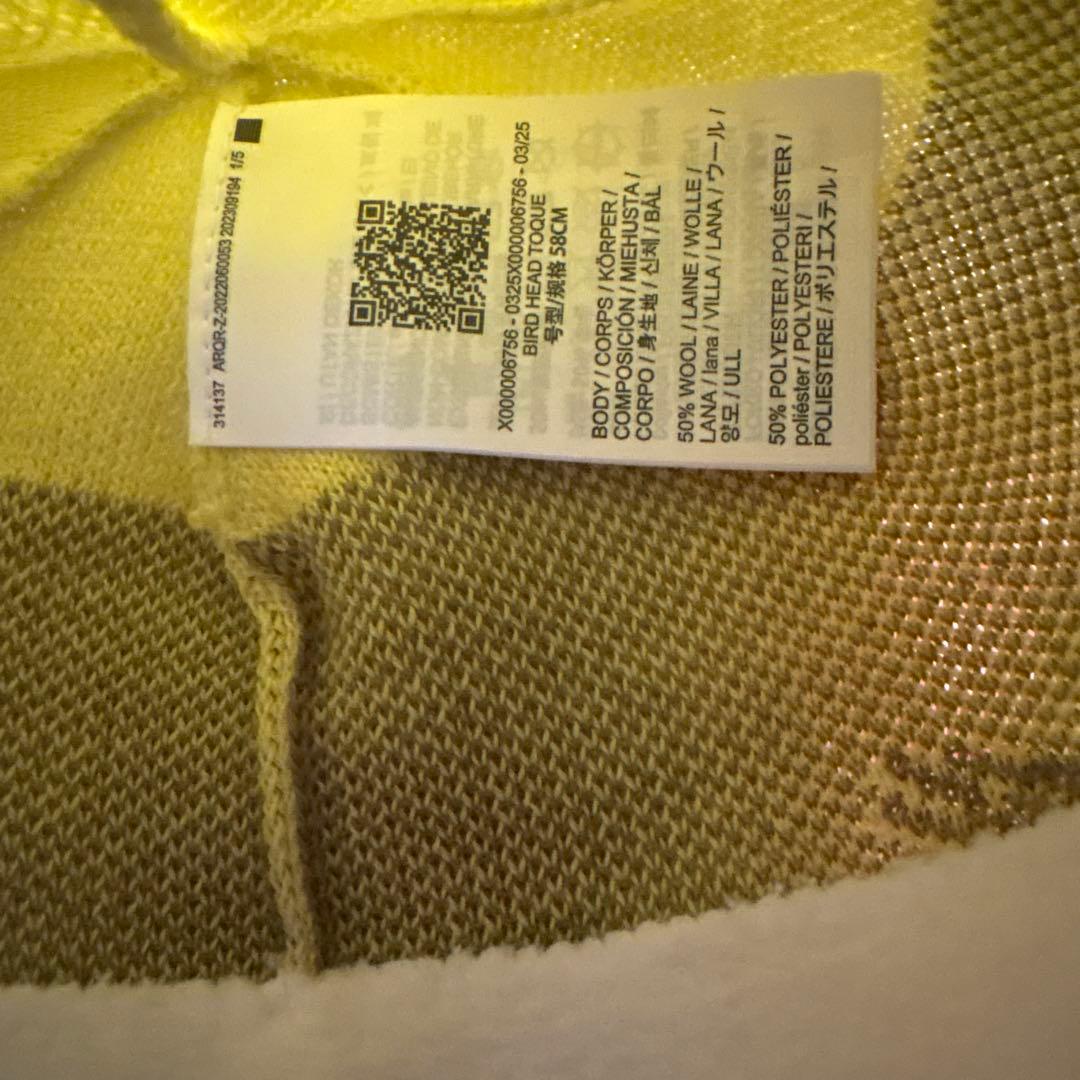 314137 ARQR-Z-2022060053 202309194 1/5
X000006756 - 0325X000006756 - 03/25
BIRD HEAD TOQUE
号型/规格 58CM
BODY / CORPS / KÖRPER /
COMPOSICIÓN / MIEHUSTA /
CORPO / 身生地 / 신체 / BÅL
50% WOOL / LAINE / WOLLE /
LANA / lana / VILLA / LANA / ウール /
양모 / ULL
50% POLYESTER / POLIÉSTER /
poliéster / POLYESTERI /
POLIESTERE / ポリエステル /